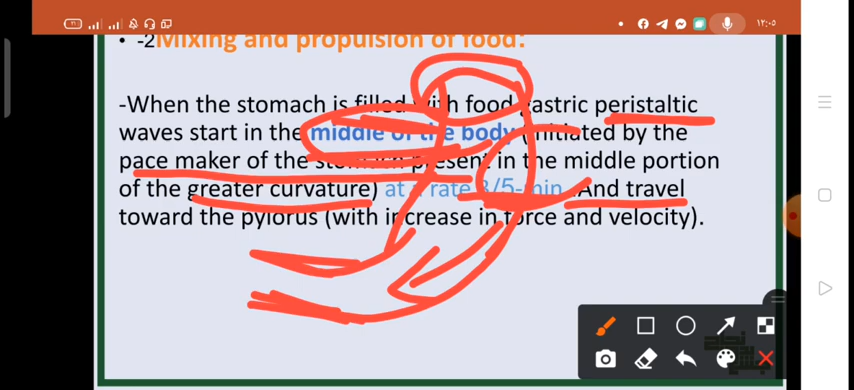 ١٢:٠٥
-2Mixing and propulsion of food:
-When the stomach is filled with food gastric peristaltic
waves start in the middle of the body (initiated by the
pace maker of the stomach present in the middle portion
of the greater curvature) at a rate 3/5-min. And travel
toward the pylorus (with increase in force and velocity).